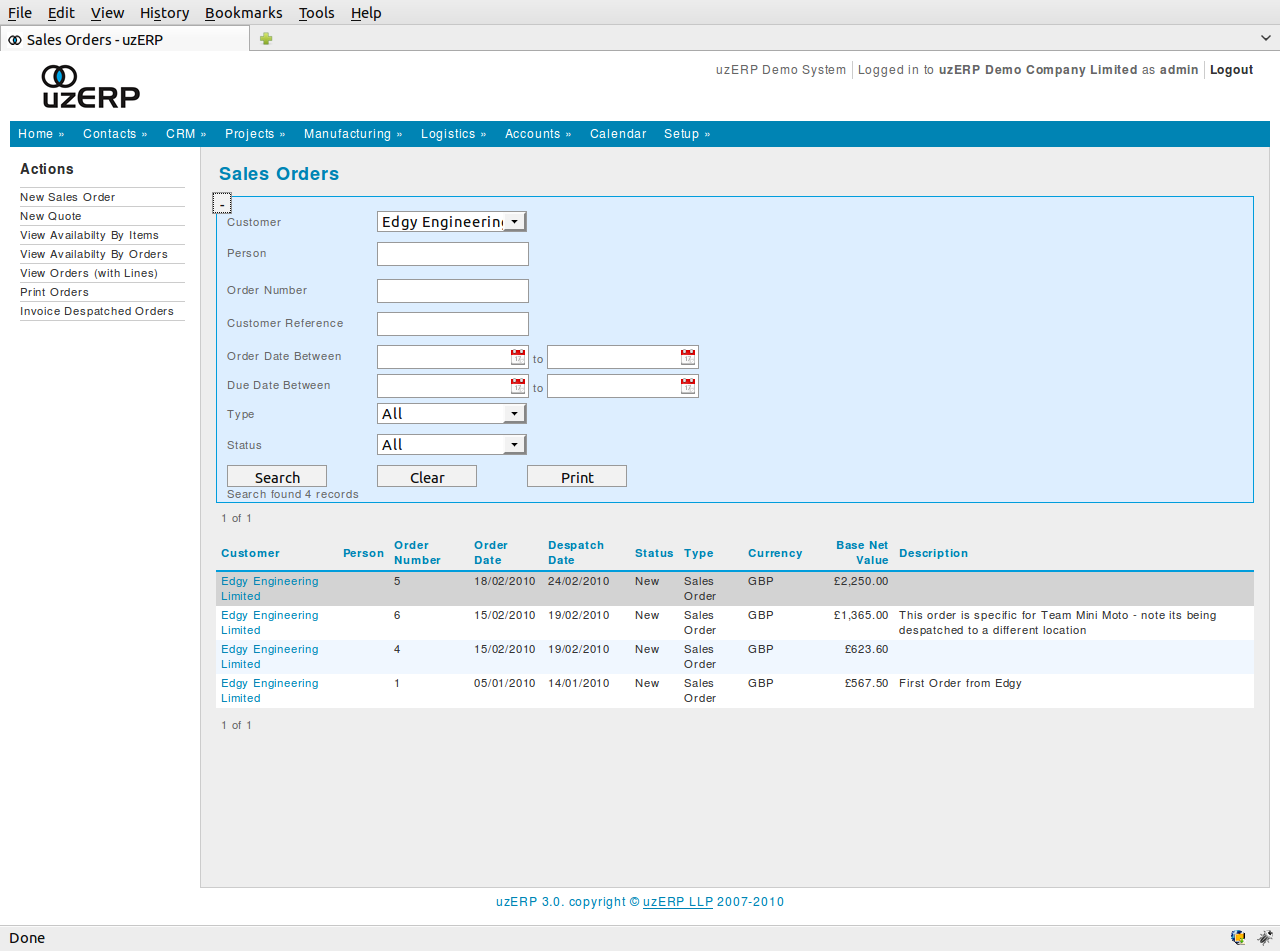 File Edit View History Bookmarks Tools Help
Sales Orders - uzERP
uzERP
uzERP Demo System Logged in to uzERP Demo Company Limited as admin Logout
Home » Contacts » CRM » Projects » Manufacturing » Logistics » Accounts » Calendar Setup »
Actions
New Sales Order
New Quote
View Availabilty By Items
View Availabilty By Orders
View Orders (with Lines)
Print Orders
Invoice Despatched Orders
Sales Orders
-
Customer Edgy Engineering
Person
Order Number
Customer Reference
Order Date Between to
Due Date Between to
Type All
Status All
Search Clear Print
Search found 4 records
1 of 1
Customer Person Order Number Order Date Despatch Date Status Type Currency Base Net Value Description
Edgy Engineering Limited 5 18/02/2010 24/02/2010 New Sales Order GBP £2,250.00
Edgy Engineering Limited 6 15/02/2010 19/02/2010 New Sales Order GBP £1,365.00 This order is specific for Team Mini Moto - note its being despatched to a different location
Edgy Engineering Limited 4 15/02/2010 19/02/2010 New Sales Order GBP £623.60
Edgy Engineering Limited 1 05/01/2010 14/01/2010 New Sales Order GBP £567.50 First Order from Edgy
1 of 1
uzERP 3.0. copyright © uzERP LLP 2007-2010
Done